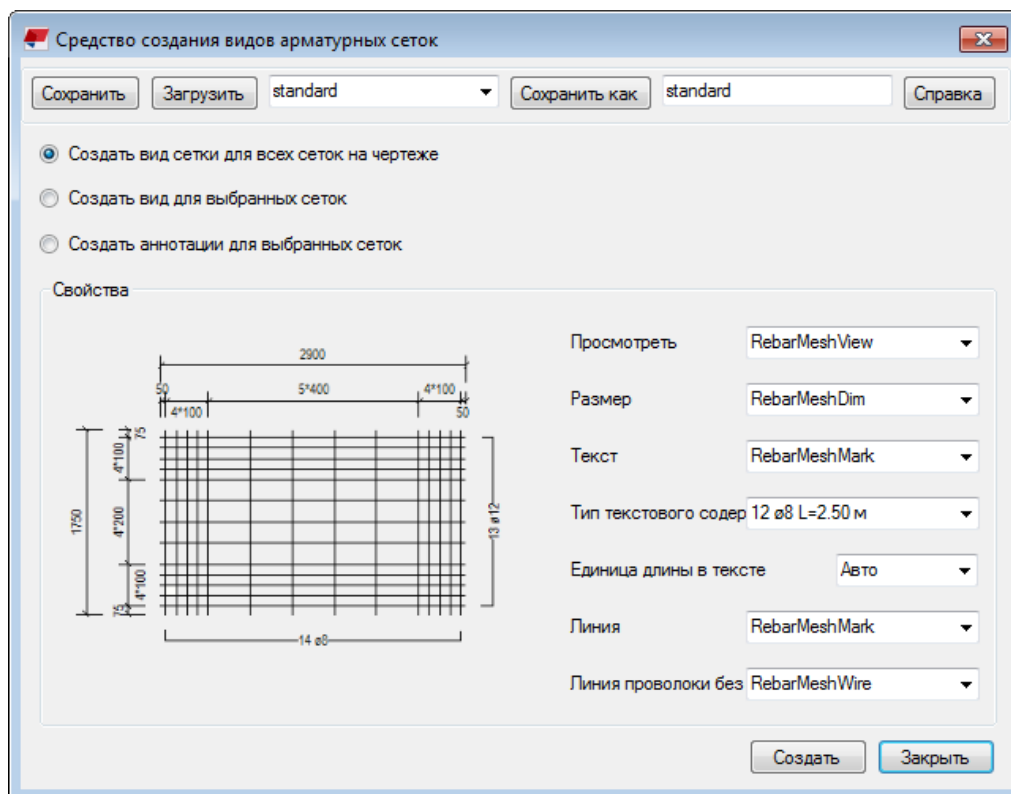 Средство создания видов арматурных сеток
Сохранить Загрузить standard Сохранить как standard Справка
Создать вид сетки для всех сеток на чертеже
Создать вид для выбранных сеток
Создать аннотации для выбранных сеток
Свойства
2900
50 5*400 4*100
4*100 50
75
4*100
1750
4*200
4*100
75
13 ø12
14 ø8
Просмотреть RebarMeshView
Размер RebarMeshDim
Текст RebarMeshMark
Тип текстового содер 12 ø8 L=2.50 м
Единица длины в тексте Авто
Линия RebarMeshMark
Линия проволоки без RebarMeshWire
Создать Закрыть